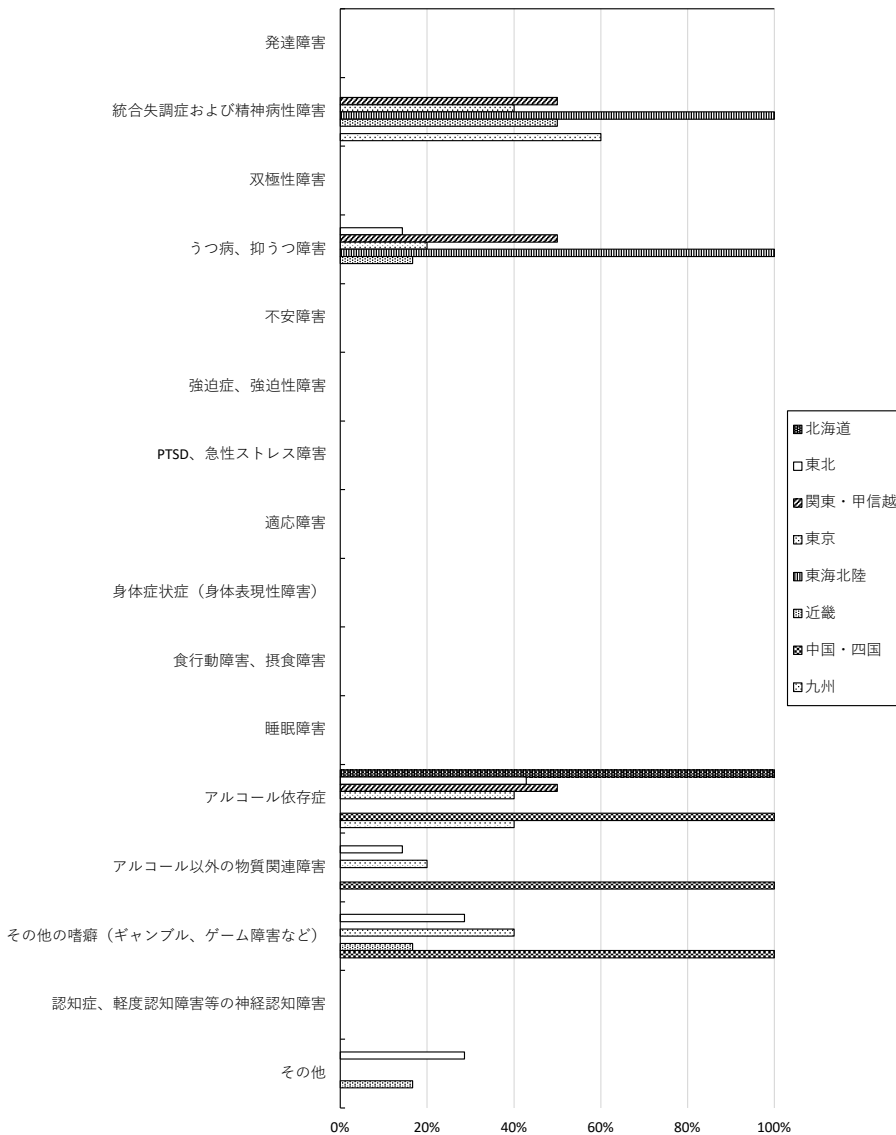 発達障害
統合失調症および精神病性障害
双極性障害
うつ病、抑うつ障害
不安障害
強迫症、強迫性障害
PTSD、急性ストレス障害
適応障害
身体症状症（身体表現性障害）
食行動障害、摂食障害
睡眠障害
アルコール依存症
アルコール以外の物質関連障害
その他の嗜癖（ギャンブル、ゲーム障害など）
認知症、軽度認知障害等の神経認知障害
その他
0% 20% 40% 60% 80% 100%
北海道
東北
関東・甲信越
東京
東海北陸
近畿
中国・四国
九州